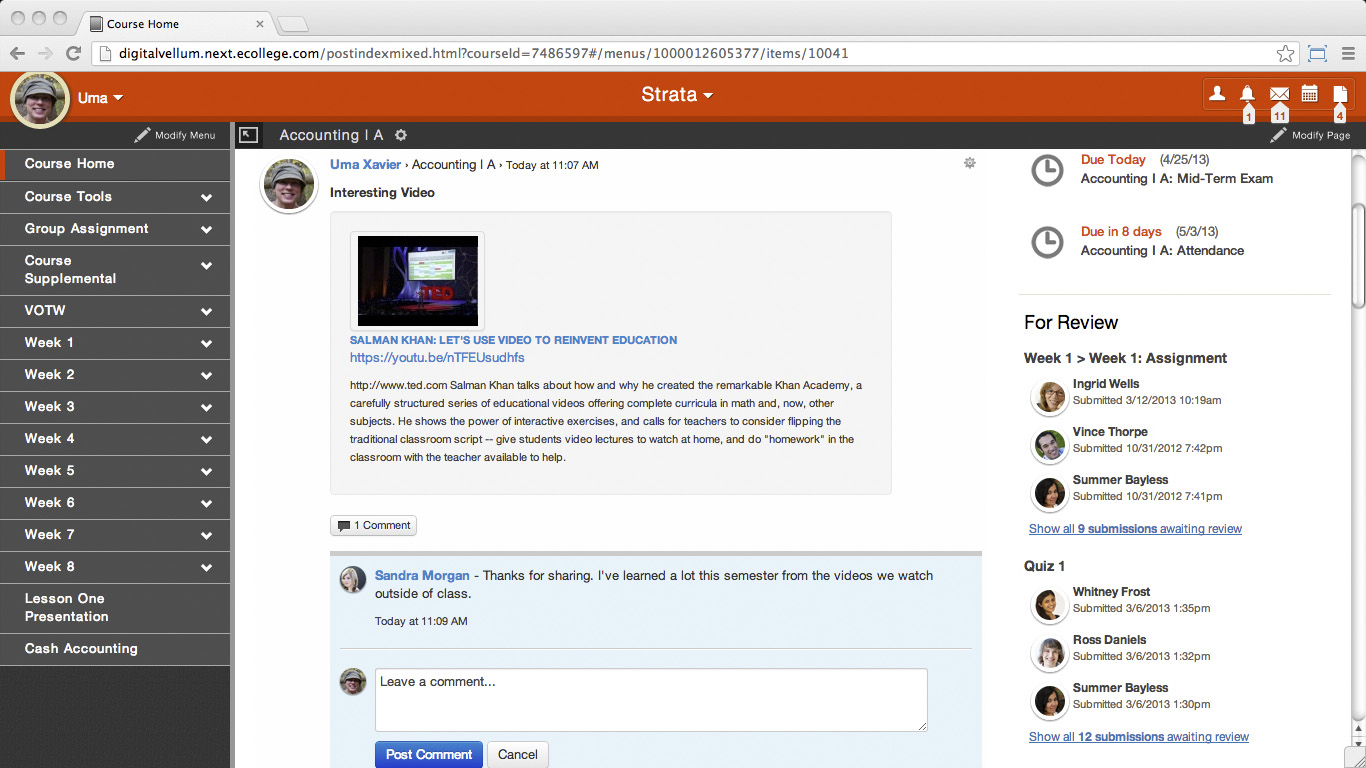 Course Home
digitalvellum.next.ecollege.com/postindexmixed.html?courseId=7486597#/menus/1000012605377/items/10041
Uma
Strata
1
11
4
Modify Menu
Accounting I A
Modify Page
Course Home
Course Tools
Group Assignment
Course
Supplemental
VOTW
Week 1
Week 2
Week 3
Week 4
Week 5
Week 6
Week 7
Week 8
Lesson One
Presentation
Cash Accounting
Uma Xavier › Accounting I A › Today at 11:07 AM
Interesting Video
TED
SALMAN KHAN: LET'S USE VIDEO TO REINVENT EDUCATION
https://youtu.be/nTFEUsudhfs
http://www.ted.com Salman Khan talks about how and why he created the remarkable Khan Academy, a
carefully structured series of educational videos offering complete curricula in math and, now, other
subjects. He shows the power of interactive exercises, and calls for teachers to consider flipping the
traditional classroom script -- give students video lectures to watch at home, and do "homework" in the
classroom with the teacher available to help.
1 Comment
Sandra Morgan - Thanks for sharing. I've learned a lot this semester from the videos we watch
outside of class.
Today at 11:09 AM
Leave a comment...
Post Comment
Cancel
Due Today (4/25/13)
Accounting I A: Mid-Term Exam
Due in 8 days (5/3/13)
Accounting I A: Attendance
For Review
Week 1 > Week 1: Assignment
Ingrid Wells
Submitted 3/12/2013 10:19am
Vince Thorpe
Submitted 10/31/2012 7:42pm
Summer Bayless
Submitted 10/31/2012 7:41pm
Show all 9 submissions awaiting review
Quiz 1
Whitney Frost
Submitted 3/6/2013 1:35pm
Ross Daniels
Submitted 3/6/2013 1:32pm
Summer Bayless
Submitted 3/6/2013 1:30pm
Show all 12 submissions awaiting review